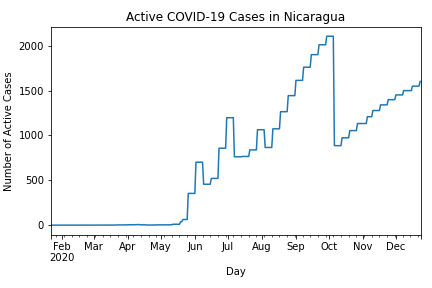 Active COVID-19 Cases in Nicaragua
Number of Active Cases
2000
1500
1000
500
0
Feb Mar Apr May Jun Jul Aug Sep Oct Nov Dec
2020
Day